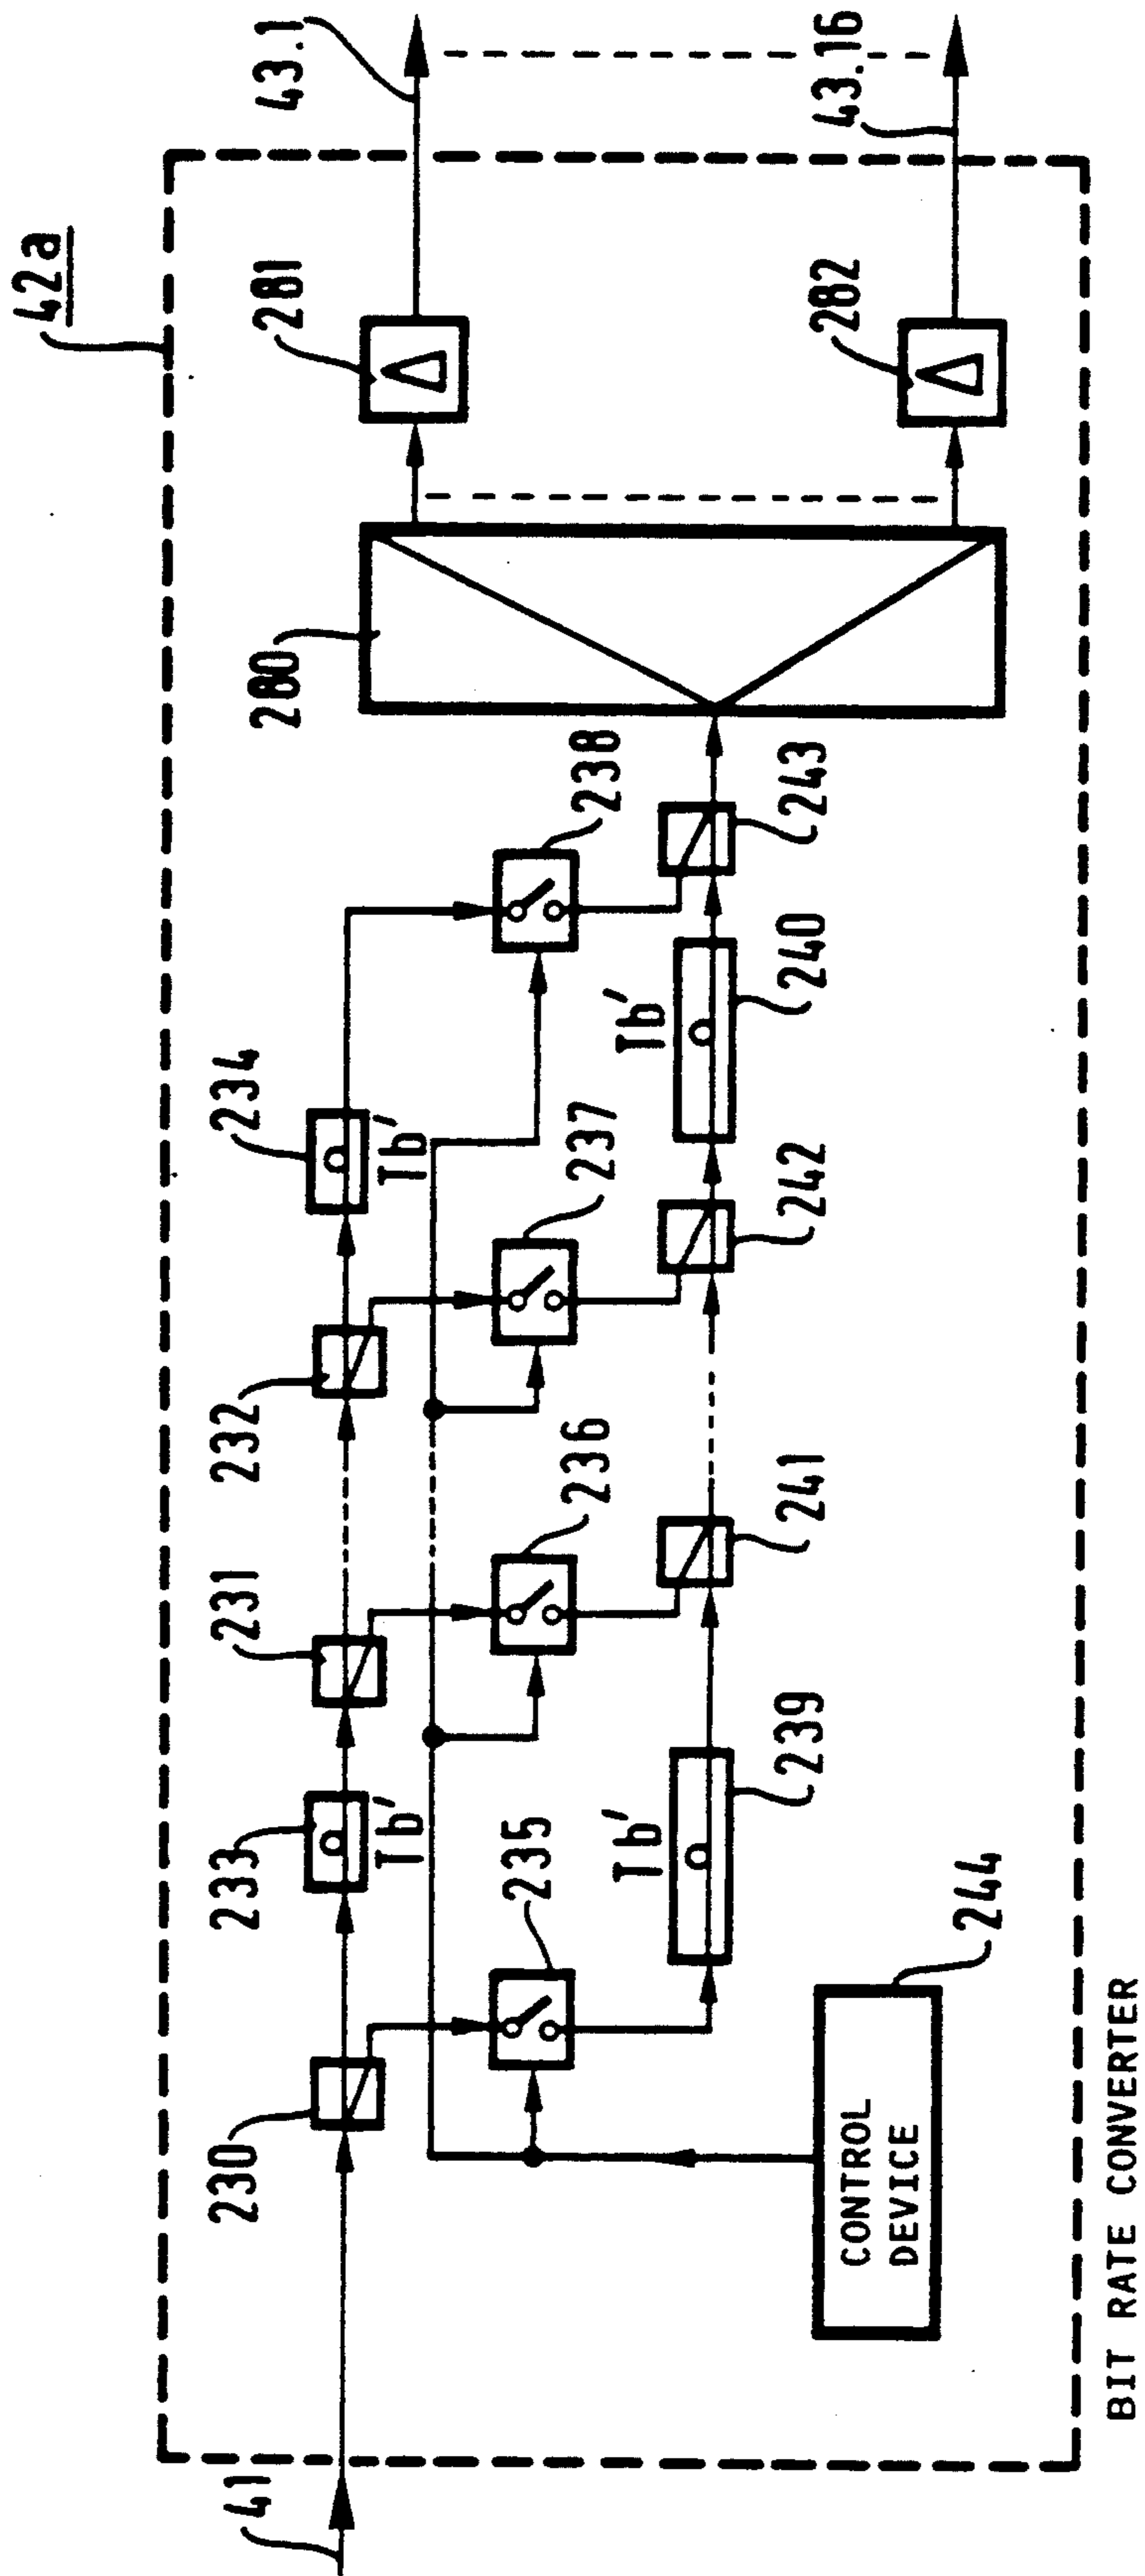 42a
41
230
233
Tb'
231
232
234
Tb'
280
281
43.1
235
236
237
238
Tb'
239
241
242
Tb'
240
243
282
43.16
CONTROL
DEVICE
244
BIT RATE CONVERTER